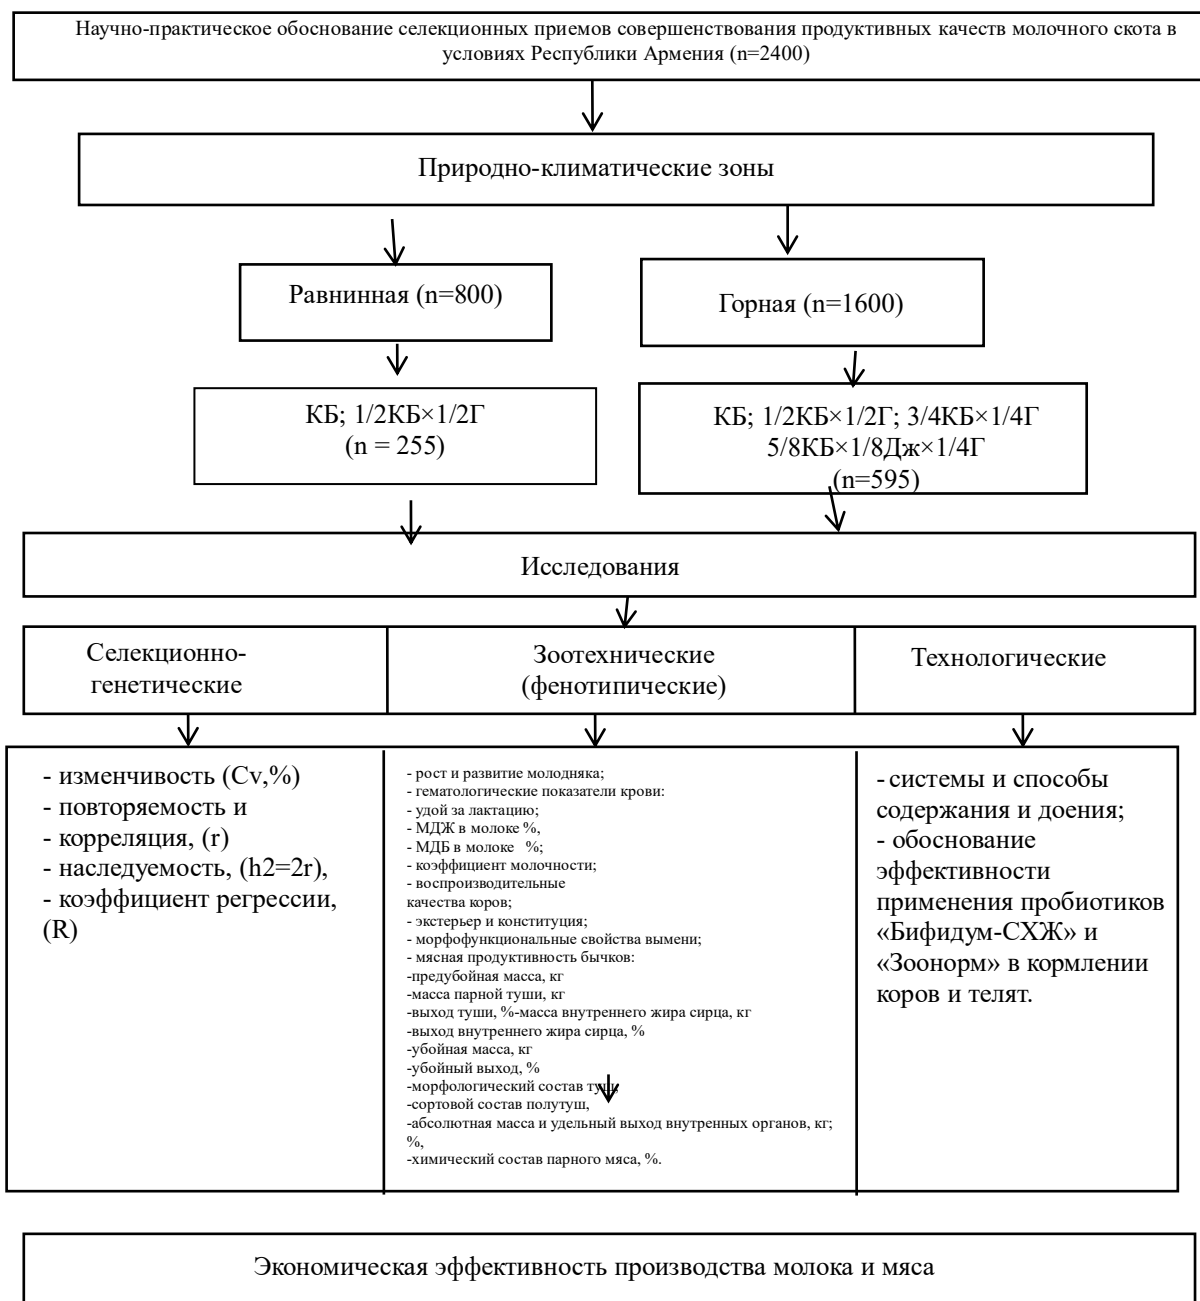 Научно-практическое обоснование селекционных приемов совершенствования продуктивных качеств молочного скота в
условиях Республики Армения (n=2400)
Природно-климатические зоны
Равнинная (n=800)
Горная (n=1600)
КБ; 1/2КБ×1/2Г
(n = 255)
КБ; 1/2КБ×1/2Г; 3/4КБ×1/4Г
5/8КБ×1/8Дж×1/4Г
(n=595)
Исследования
Селекционно-
генетические
Зоотехнические
(фенотипические)
Технологические
- изменчивость (Cv,%)
- повторяемость и
- корреляция, (r)
- наследуемость, (h2=2r),
- коэффициент регрессии,
(R)
- рост и развитие молодняка;
- гематологические показатели крови:
- удой за лактацию;
- МДЖ в молоке %,
- МДБ в молоке %;
- коэффициент молочности;
- воспроизводительные
качества коров;
- экстерьер и конституция;
- морфофункциональные свойства вымени;
- мясная продуктивность бычков:
-предубойная масса, кг
-масса парной туши, кг
-выход туши, %-масса внутреннего жира сирца, кг
-выход внутреннего жира сирца, %
-убойная масса, кг
-убойный выход, %
-морфологический состав туш,
-сортовой состав полутуш,
-абсолютная масса и удельный выход внутренных органов, кг;
%,
-химический состав парного мяса, %.
- системы и способы
содержания и доения;
- обоснование
эффективности
применения пробиотиков
«Бифидум-СХЖ» и
«Зоонорм» в кормлении
коров и телят.
Экономическая эффективность производства молока и мяса